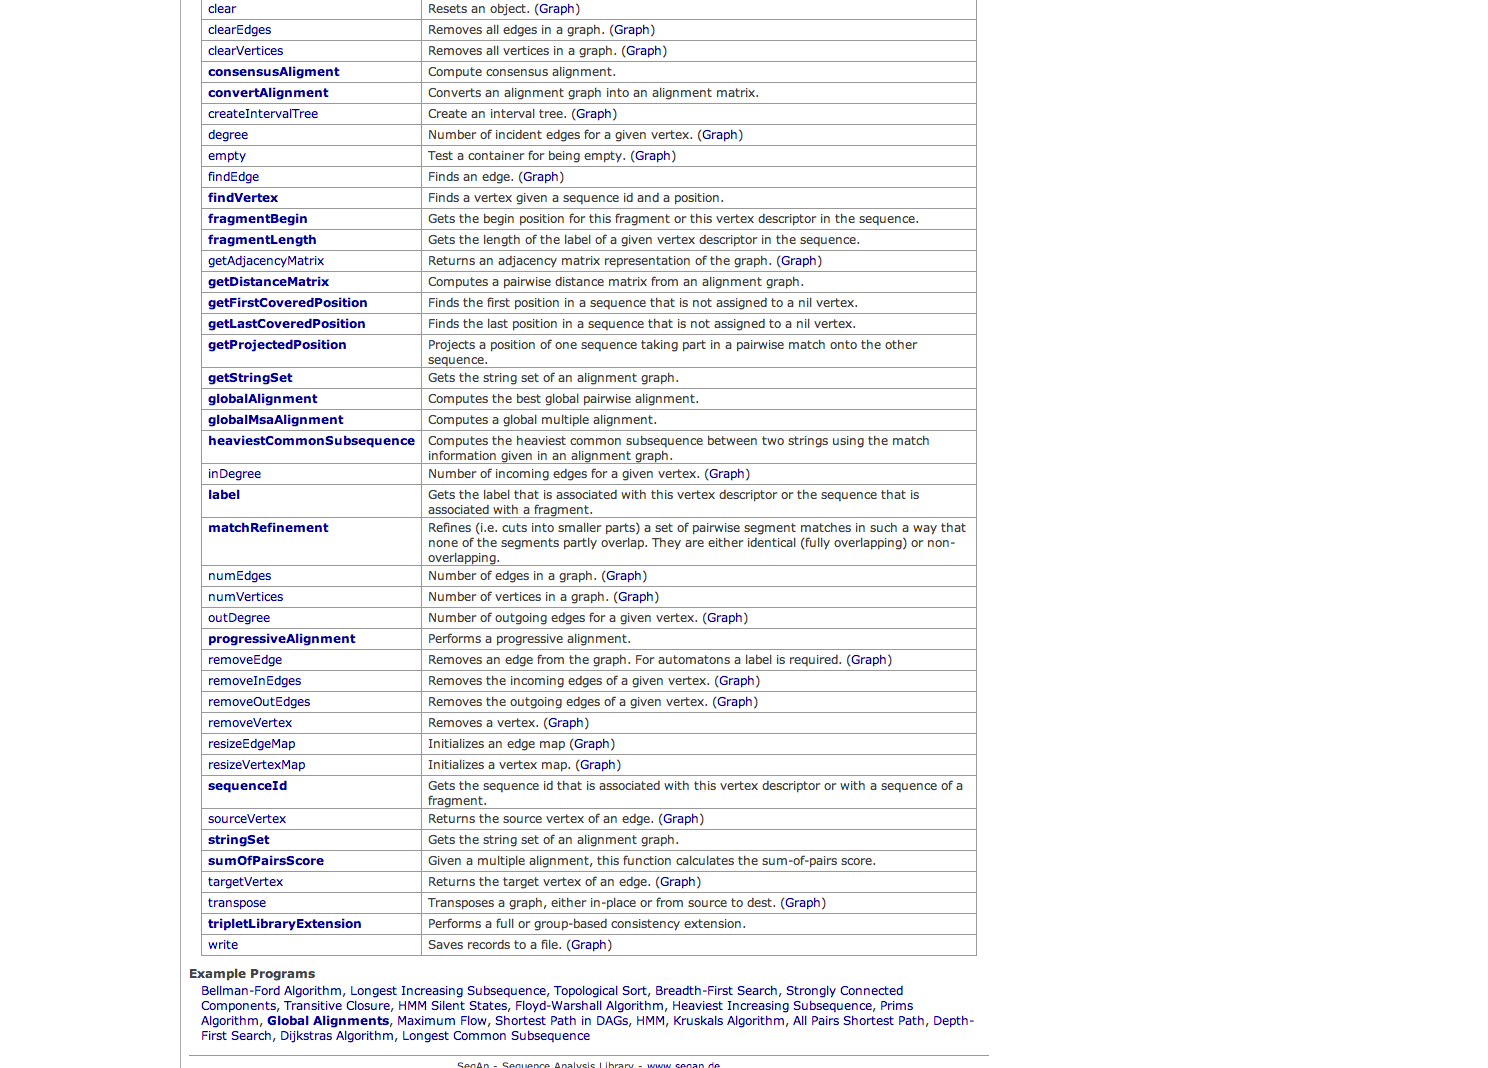 clear Resets an object. (Graph)
clearEdges Removes all edges in a graph. (Graph)
clearVertices Removes all vertices in a graph. (Graph)
consensusAligment Compute consensus alignment.
convertAlignment Converts an alignment graph into an alignment matrix.
createIntervalTree Create an interval tree. (Graph)
degree Number of incident edges for a given vertex. (Graph)
empty Test a container for being empty. (Graph)
findEdge Finds an edge. (Graph)
findVertex Finds a vertex given a sequence id and a position.
fragmentBegin Gets the begin position for this fragment or this vertex descriptor in the sequence.
fragmentLength Gets the length of the label of a given vertex descriptor in the sequence.
getAdjacencyMatrix Returns an adjacency matrix representation of the graph. (Graph)
getDistanceMatrix Computes a pairwise distance matrix from an alignment graph.
getFirstCoveredPosition Finds the first position in a sequence that is not assigned to a nil vertex.
getLastCoveredPosition Finds the last position in a sequence that is not assigned to a nil vertex.
getProjectedPosition Projects a position of one sequence taking part in a pairwise match onto the other
sequence.
getStringSet Gets the string set of an alignment graph.
globalAlignment Computes the best global pairwise alignment.
globalMsaAlignment Computes a global multiple alignment.
heaviestCommonSubsequence Computes the heaviest common subsequence between two strings using the match
information given in an alignment graph.
inDegree Number of incoming edges for a given vertex. (Graph)
label Gets the label that is associated with this vertex descriptor or the sequence that is
associated with a fragment.
matchRefinement Refines (i.e. cuts into smaller parts) a set of pairwise segment matches in such a way that
none of the segments partly overlap. They are either identical (fully overlapping) or non-
overlapping.
numEdges Number of edges in a graph. (Graph)
numVertices Number of vertices in a graph. (Graph)
outDegree Number of outgoing edges for a given vertex. (Graph)
progressiveAlignment Performs a progressive alignment.
removeEdge Removes an edge from the graph. For automatons a label is required. (Graph)
removeInEdges Removes the incoming edges of a given vertex. (Graph)
removeOutEdges Removes the outgoing edges of a given vertex. (Graph)
removeVertex Removes a vertex. (Graph)
resizeEdgeMap Initializes an edge map (Graph)
resizeVertexMap Initializes a vertex map. (Graph)
sequenceId Gets the sequence id that is associated with this vertex descriptor or with a sequence of a
fragment.
sourceVertex Returns the source vertex of an edge. (Graph)
stringSet Gets the string set of an alignment graph.
sumOfPairsScore Given a multiple alignment, this function calculates the sum-of-pairs score.
targetVertex Returns the target vertex of an edge. (Graph)
transpose Transposes a graph, either in-place or from source to dest. (Graph)
tripletLibraryExtension Performs a full or group-based consistency extension.
write Saves records to a file. (Graph)
Example Programs
Bellman-Ford Algorithm, Longest Increasing Subsequence, Topological Sort, Breadth-First Search, Strongly Connected
Components, Transitive Closure, HMM Silent States, Floyd-Warshall Algorithm, Heaviest Increasing Subsequence, Prims
Algorithm, Global Alignments, Maximum Flow, Shortest Path in DAGs, HMM, Kruskals Algorithm, All Pairs Shortest Path, Depth-
First Search, Dijkstras Algorithm, Longest Common Subsequence
SeqAn - Sequence Analysis Library - www.seqan.de